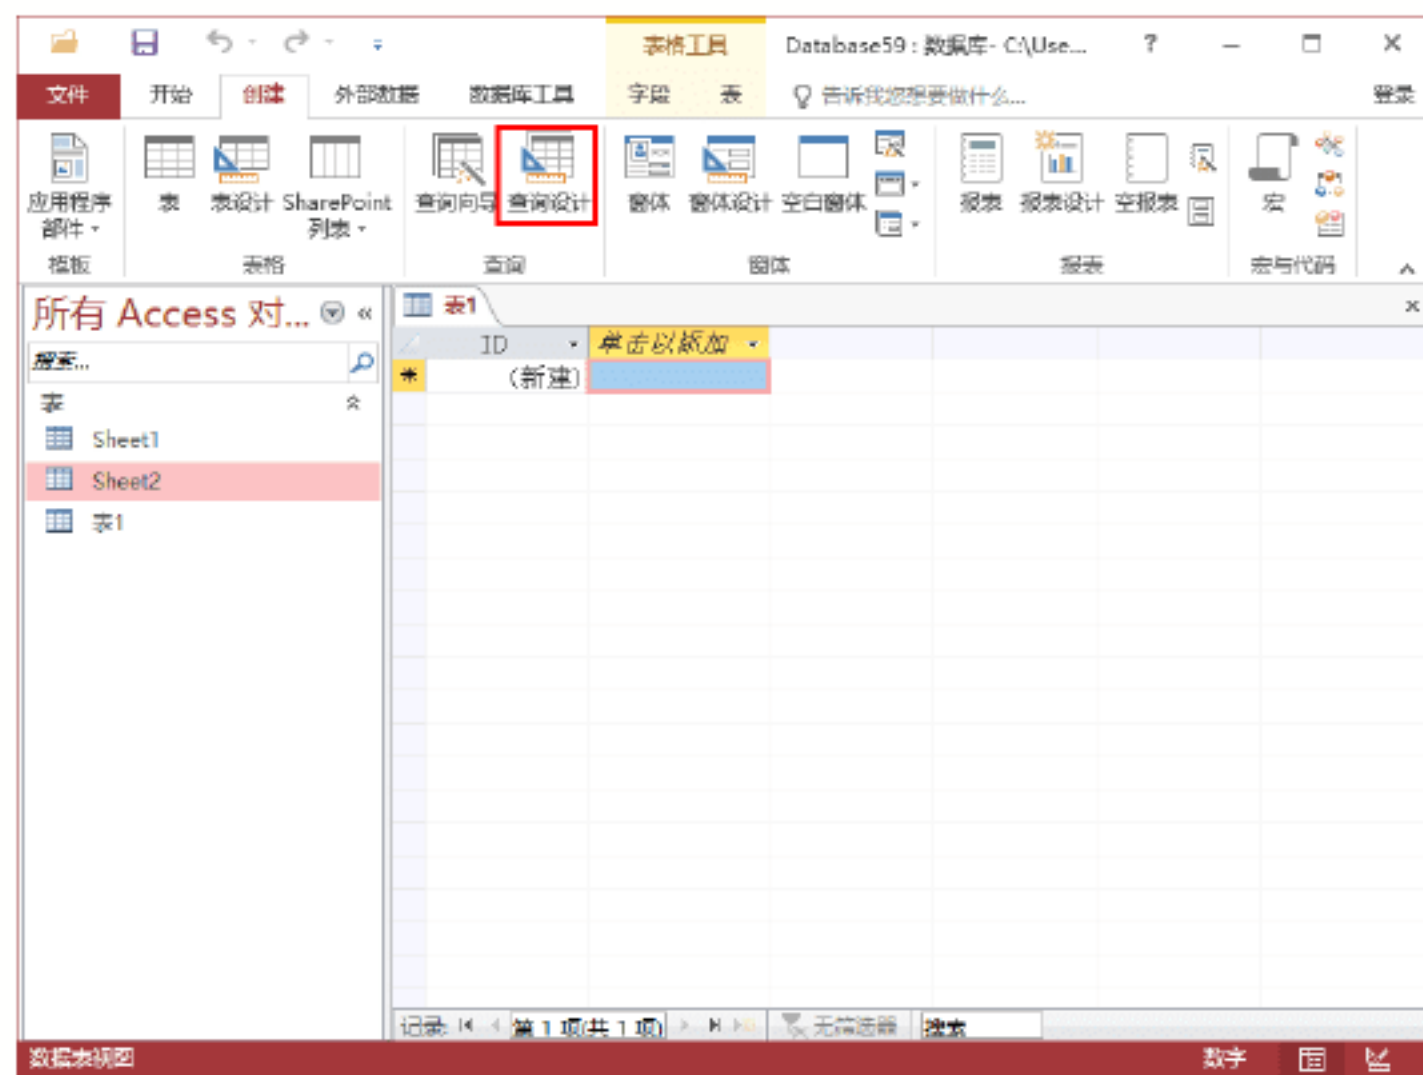 表格工具 Database59 : 数据库- C:\Use... ?
文件 开始 创建 外部数据 数据库工具 字段 表 告诉我您想要做什么... 登录
应用程序 表 表设计 SharePoint 查询向导 查询设计 窗体 窗体设计 空白窗体 报表 报表设计 空报表 宏
部件 列表
模板 表格 查询 窗体 报表 宏与代码
所有 Access 对... «
表1
搜索...
ID 单击以添加
(新建)
表
Sheet1
Sheet2
表1
记录: 第 1 项(共 1 项) 无筛选器 搜索
数据表视图 数字